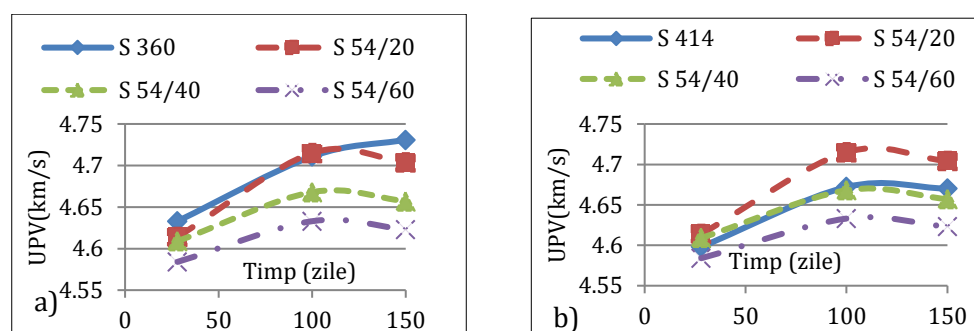 S 360 S 54/20
S 54/40 S 54/60
4.75
4.7
4.65
4.6
4.55
UPV(km/s)
Timp (zile)
a)
0 50 100 150
S 414 S 54/20
S 54/40 S 54/60
4.75
4.7
4.65
4.6
4.55
UPV(km/s)
Timp (zile)
b)
0 50 100 150